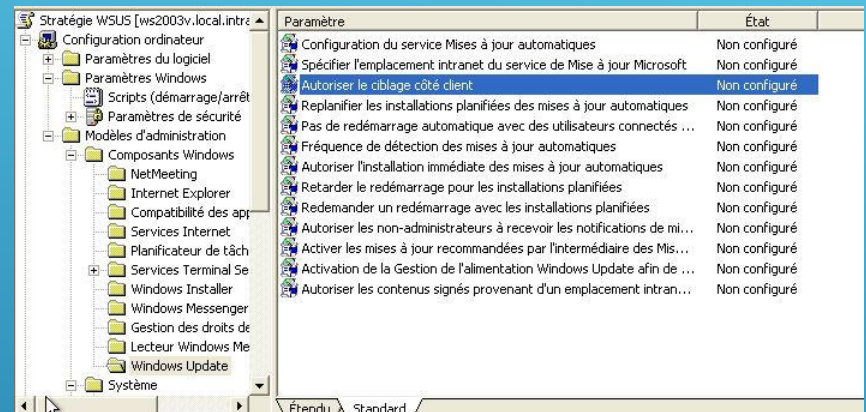 Stratégie WSUS [ws2003v.local.intra
Configuration ordinateur
Paramètres du logiciel
Paramètres Windows
Scripts (démarrage/arrêt
Paramètres de sécurité
Modèles d'administration
Composants Windows
NetMeeting
Internet Explorer
Compatibilité des app
Services Internet
Planificateur de tâch
Services Terminal Se
Windows Installer
Windows Messenger
Gestion des droits de
Lecteur Windows Me
Windows Update
Système
Paramètre État
Configuration du service Mises à jour automatiques Non configuré
Spécifier l'emplacement intranet du service de Mise à jour Microsoft Non configuré
Autoriser le ciblage côté client Non configuré
Replanifier les installations planifiées des mises à jour automatiques Non configuré
Pas de redémarrage automatique avec des utilisateurs connectés ... Non configuré
Fréquence de détection des mises à jour automatiques Non configuré
Autoriser l'installation immédiate des mises à jour automatiques Non configuré
Retarder le redémarrage pour les installations planifiées Non configuré
Redemander un redémarrage avec les installations planifiées Non configuré
Autoriser les non-administrateurs à recevoir les notifications de mi... Non configuré
Activer les mises à jour recommandées par l'intermédiaire des Mis... Non configuré
Activation de la Gestion de l'alimentation Windows Update afin de ... Non configuré
Autoriser les contenus signés provenant d'un emplacement intran... Non configuré
Étendu Standard